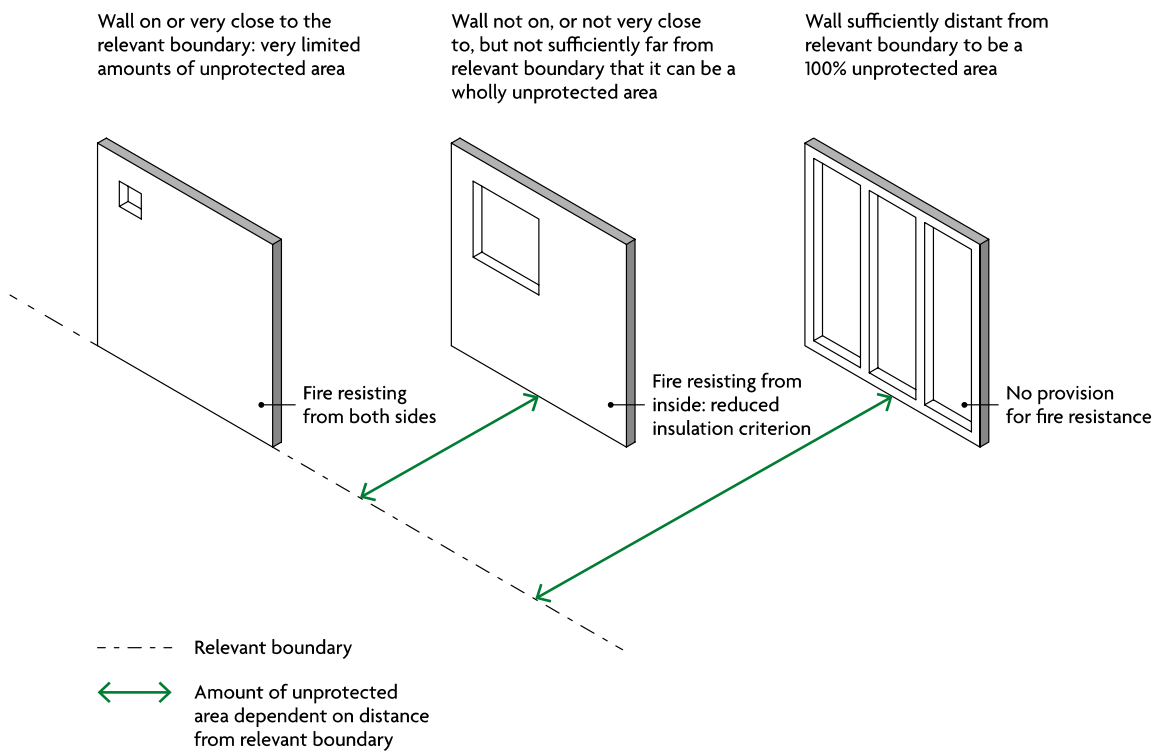 Wall on or very close to the
relevant boundary: very limited
amounts of unprotected area
Wall not on, or not very close
to, but not sufficiently far from
relevant boundary that it can be a
wholly unprotected area
Wall sufficiently distant from
relevant boundary to be a
100% unprotected area
Fire resisting
from both sides
Fire resisting from
inside: reduced
insulation criterion
No provision
for fire resistance
Relevant boundary
Amount of unprotected
area dependent on distance
from relevant boundary